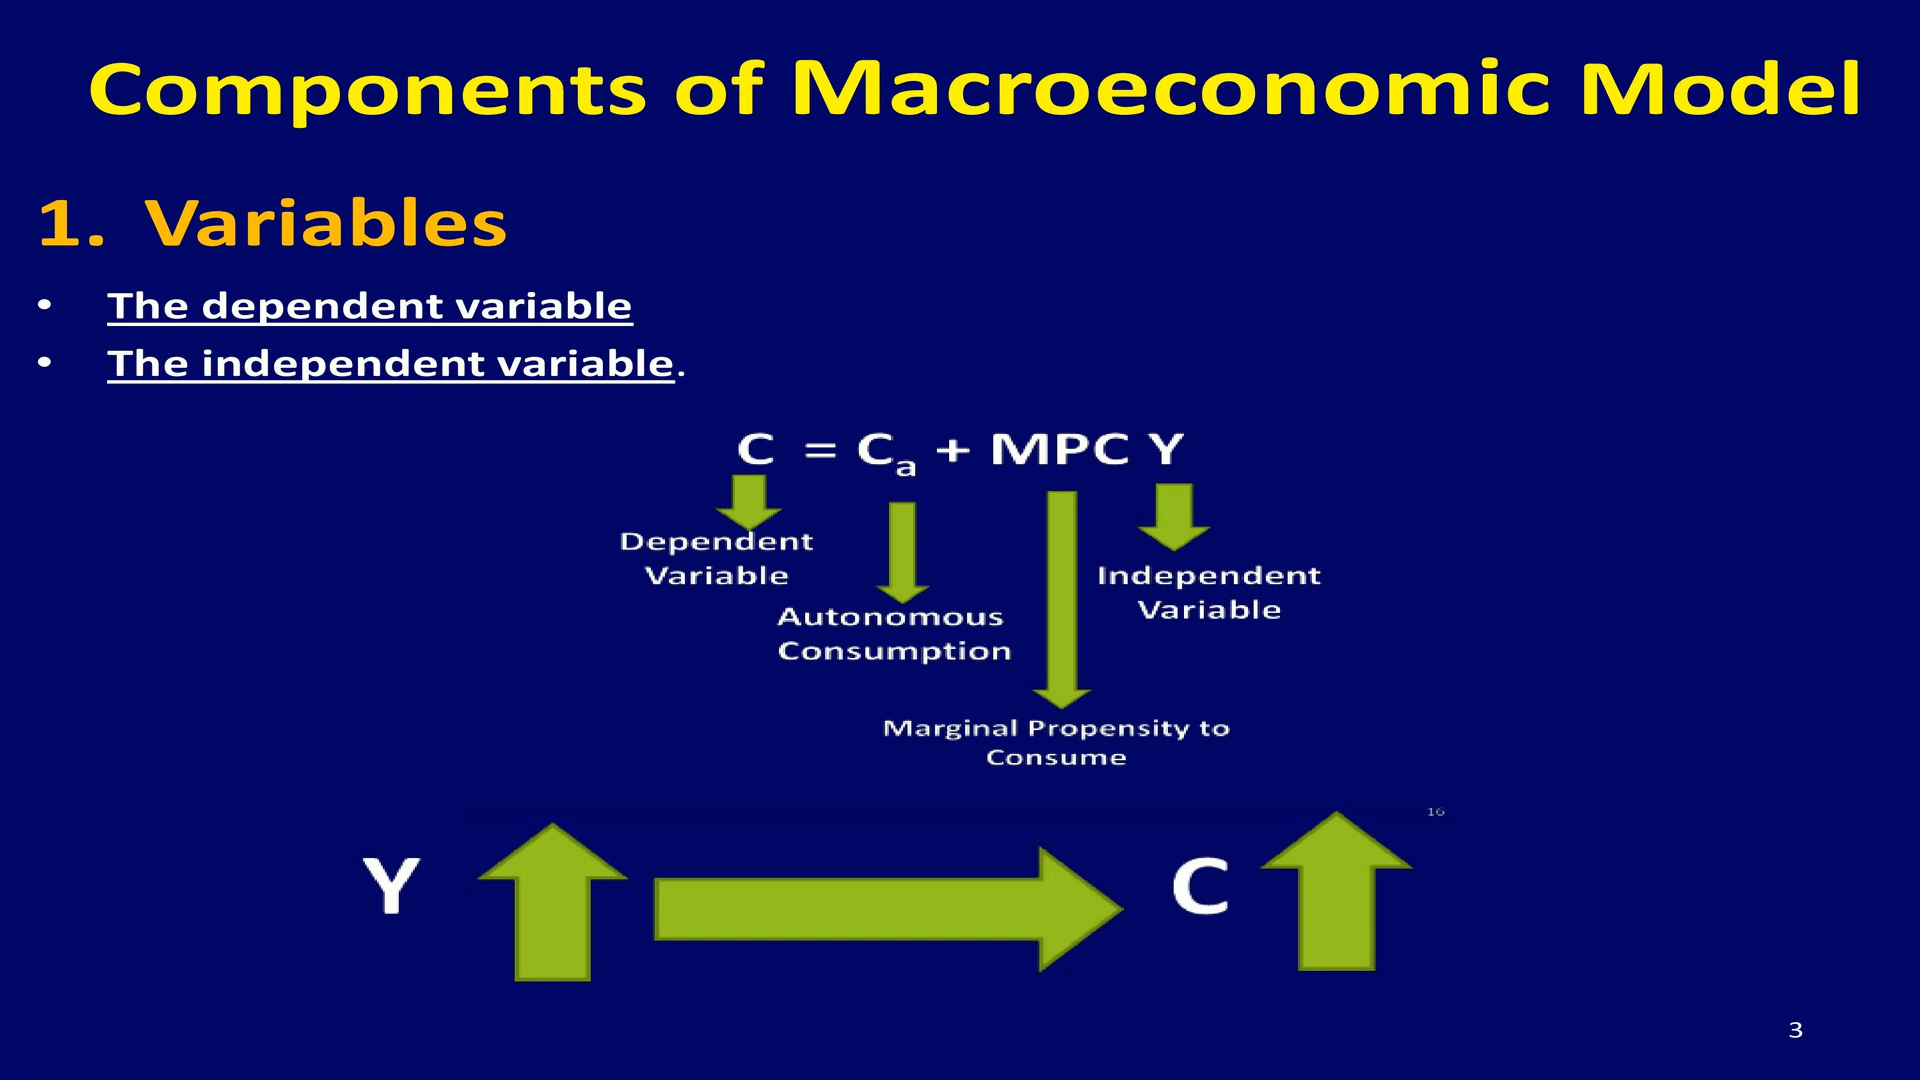 Components of Macroeconomic Model
1. Variables
• The dependent variable
• The independent variable.
C = Ca + MPC Y
Dependent
Variable
Independent
Variable
Autonomous
Consumption
Marginal Propensity to
Consume
16
Y
C
3